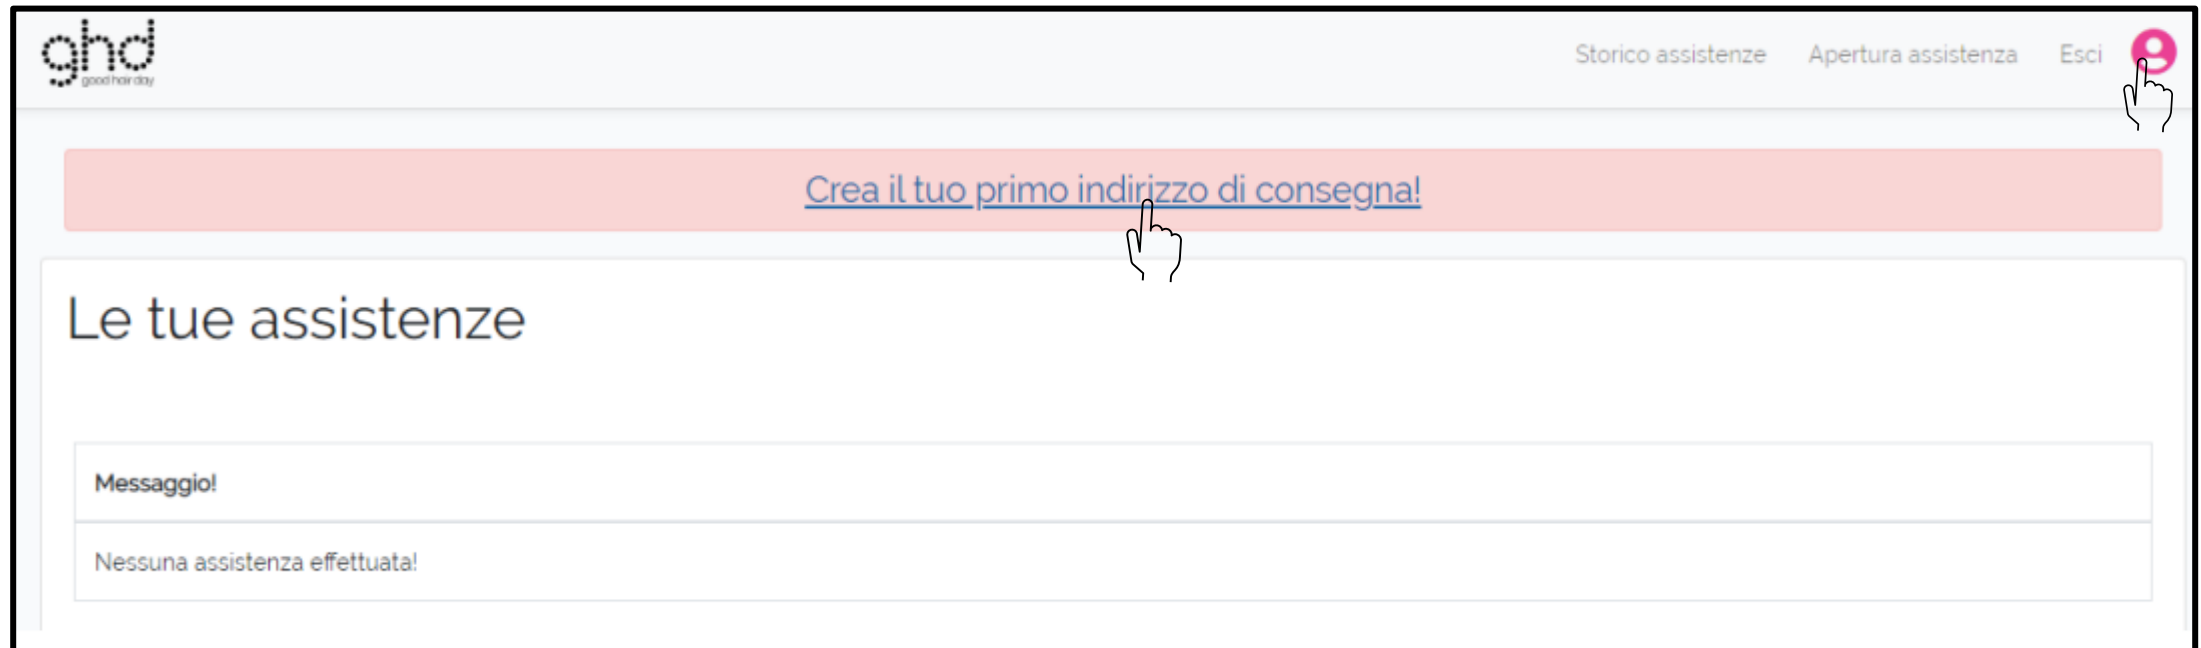 ghd
good hair day
Storico assistenze Apertura assistenza Esci
Crea il tuo primo indirizzo di consegna!
Le tue assistenze
Messaggio!
Nessuna assistenza effettuata!